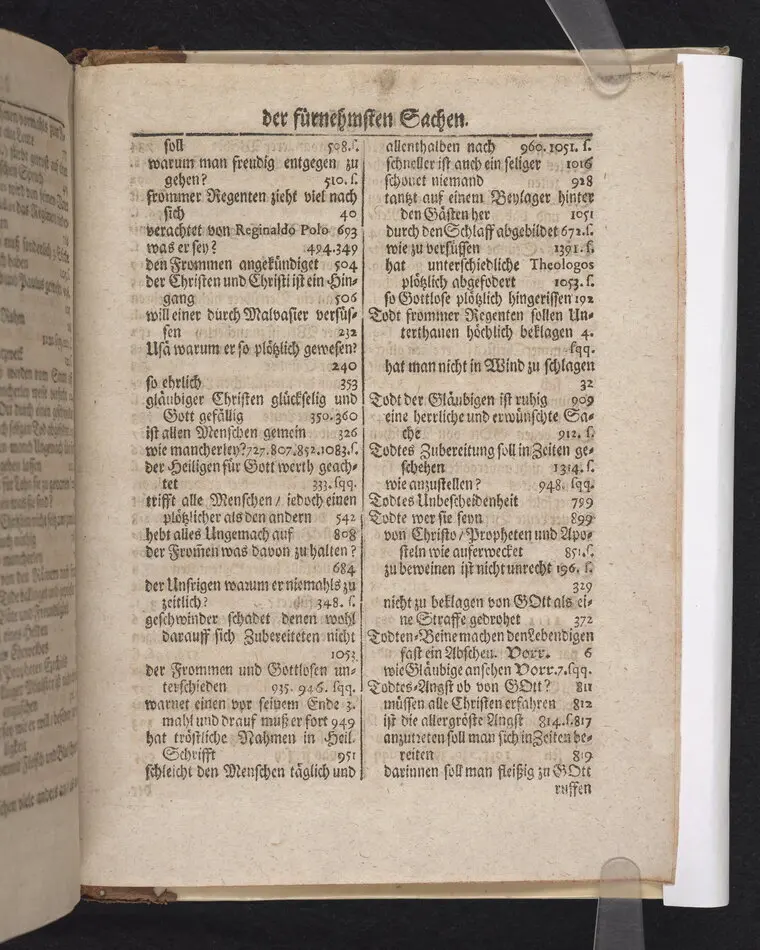 der fürnehmsten Sachen.
soll 508.f.
warum man freudig entgegen zu
gehen? 510. f.
frommer Regenten zieht viel nach
sich 40
verachtet von Reginaldo Polo 693
was er sey? 494.349
den Frommen angekündiget 504
der Christen und Christi ist ein Hin-
gang 506
will einer durch Malvasier versüs-
sen 232
Usä warum er so plötzlich gewesen?
240
so ehrlich 353
gläubiger Christen glückselig und
Gott gefällig 350.360
ist allen Menschen gemein 326
wie mancherley? 727.807.852.1083.f.
der Heiligen für Gott werth geach-
tet 333.sqq.
trifft alle Menschen / iedoch einen
plötzlicher als den andern 542
hebt alles Ungemach auf 808
der From̃en was davon zu halten?
684
der Unsrigen warum er niemahls zu
zeitlich? 348. f.
geschwinder schadet denen wohl
darauff sich Zubereiteten nicht
1053
der Frommen und Gottlosen un-
terschieden 935. 946. sqq.
warnet einen vor seinem Ende 3.
mahl und drauf muß er fort 949
hat tröstliche Nahmen in Heil.
Schrifft 951
schleicht den Menschen täglich und
allenthalben nach 960.1051. f.
schneller ist auch ein seliger 1016
schonet niemand 928
tantzt auf einem Beylager hinter
den Gästen her 1051
durch den Schlaff abgebildet 672.f.
wie zu versüssen 1391. f.
hat unterschiedliche Theologos
plötzlich abgefodert 1053. f.
so Gottlose plötzlich hingerissen 192
Todt frommer Regenten sollen Un-
terthanen höchlich beklagen 4.
sqq.
hat man nicht in Wind zu schlagen
32
Todt der Gläubigen ist ruhig 909
eine herrliche und erwünschte Sa-
che 912. f.
Todtes Zubereitung soll in Zeiten ge-
schehen 1314. f.
wie anzustellen? 948. sqq.
Todtes Unbescheidenheit 799
Todte wer sie seyn 899
von Christo / Propheten und Apo-
steln wie auferwecket 851.f.
zu beweinen ist nicht unrecht 196. f.
329
nicht zu beklagen von GOtt als ei-
ne Straffe gedrohet 372
Todten-Beine machen den Lebendigen
fast ein Abscheu. Vorr. 6
wie Gläubige ansehen Vorr.7.sqq.
Todtes-Angst ob von GOtt? 811
müssen alle Christen erfahren 812
ist die allergröste Angst 814.f.817
anzutreten soll man sich in Zeiten be-
reiten 819
darinnen soll man fleißig zu GOtt
ruffen